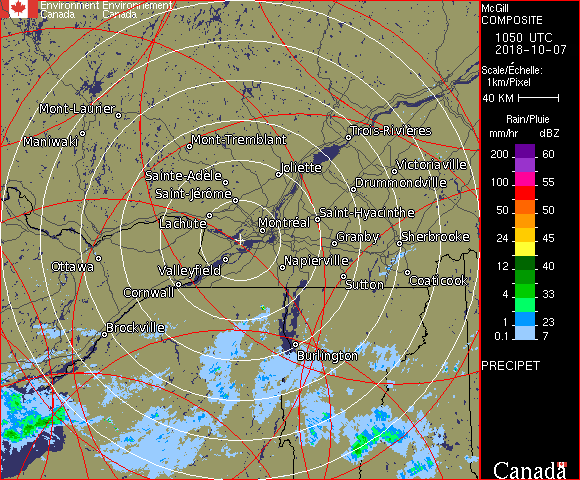 Environment Environnement
Canada Canada
McGill
COMPOSITE
1050 UTC
2018-10-07
Scale/Échelle:
1km/Pixel
40 KM
Rain/Pluie
mm/hr dBZ
200 60
100 55
50 50
24 45
12 40
4 33
1 23
0.1 7
PRECIPET
Canada
Mont-Laurier
Maniwaki
Mont-Tremblant
Trois-Rivières
Sainte-Adèle
Joliette
Victoriaville
Saint-Jérôme
Drummondville
Lachute
Montréal
Saint-Hyacinthe
Granby
Sherbrooke
Ottawa
Valleyfield
Napierville
Cornwall
Sutton
Coaticook
Brockville
Burlington